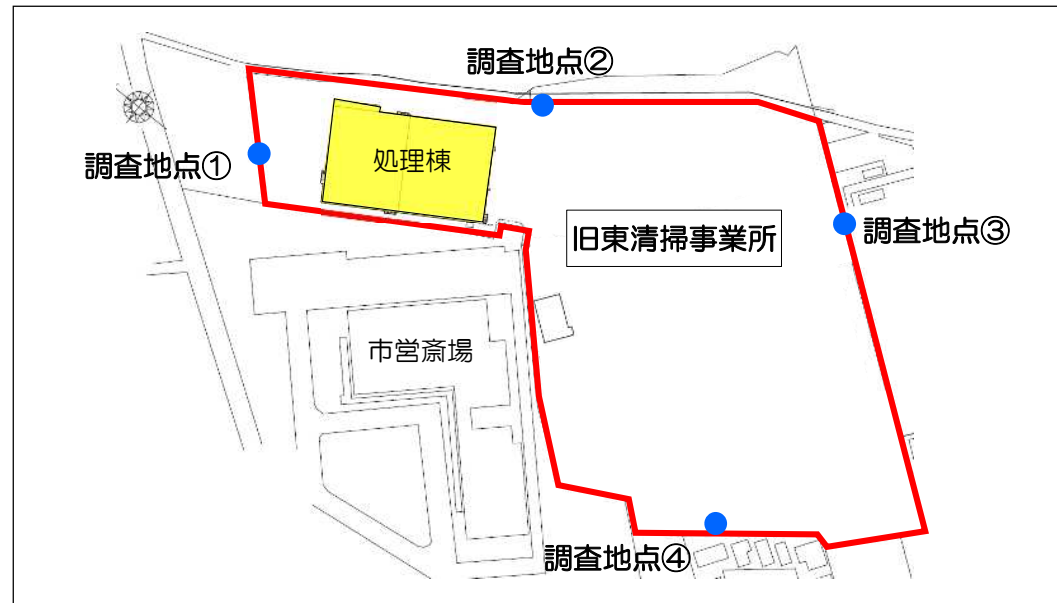 調査地点②
処理棟
調査地点①
旧東清掃事業所
調査地点③
市営斎場
調査地点④